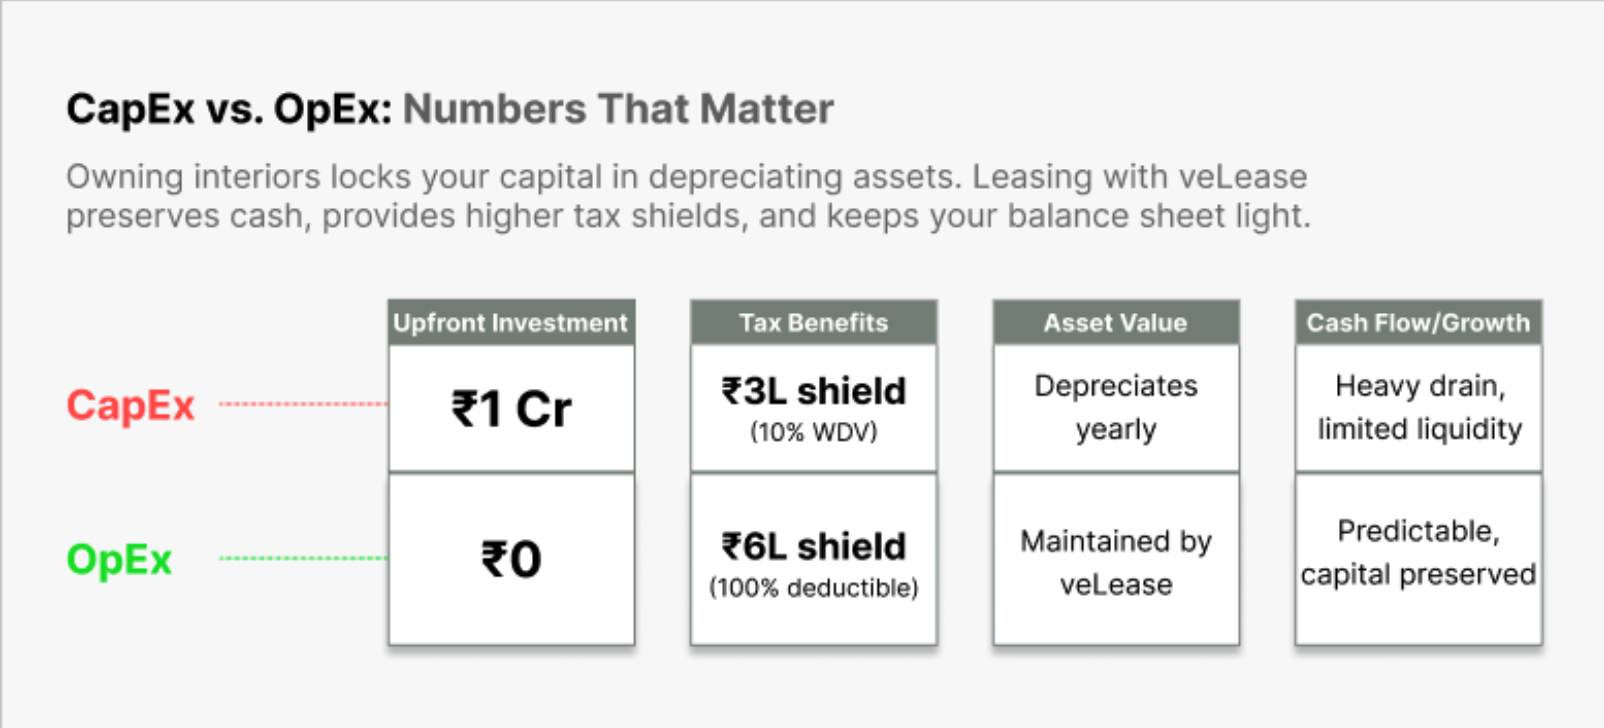 CapEx vs. OpEx: Numbers That Matter
Owning interiors locks your capital in depreciating assets. Leasing with veLease
preserves cash, provides higher tax shields, and keeps your balance sheet light.
Upfront Investment
Tax Benefits
Asset Value
Cash Flow/Growth
CapEx
₹1 Cr
₹3L shield
(10% WDV)
Depreciates
yearly
Heavy drain,
limited liquidity
OpEx
₹0
₹6L shield
(100% deductible)
Maintained by
veLease
Predictable,
capital preserved